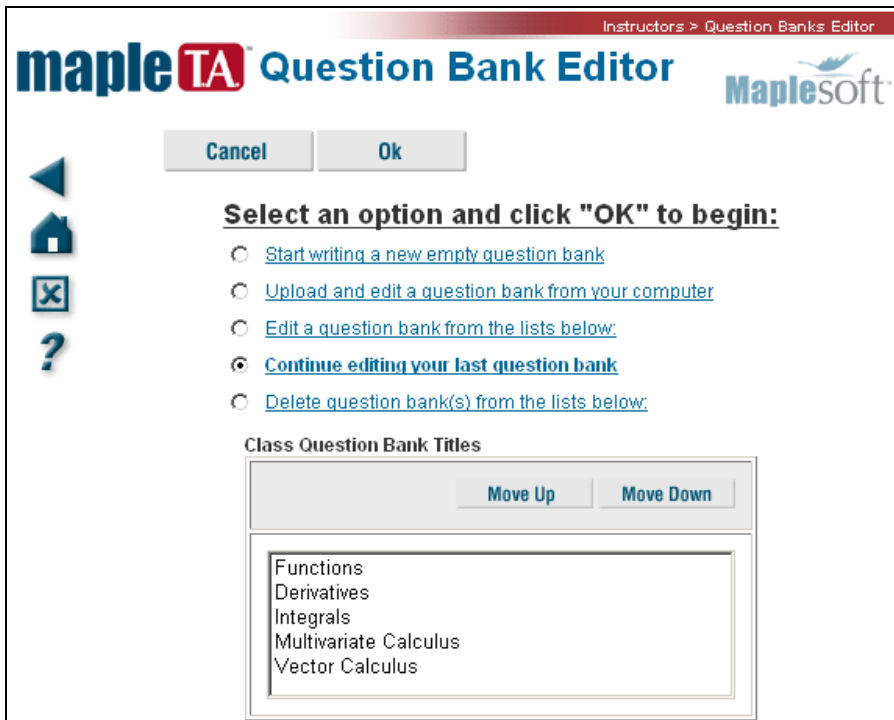 Instructors > Question Banks Editor
maple T.A.™ Question Bank Editor
Maplesoft™
Cancel Ok
Select an option and click "OK" to begin:
Start writing a new empty question bank
Upload and edit a question bank from your computer
Edit a question bank from the lists below:
Continue editing your last question bank
Delete question bank(s) from the lists below:
?
Class Question Bank Titles
Move Up Move Down
Functions
Derivatives
Integrals
Multivariate Calculus
Vector Calculus